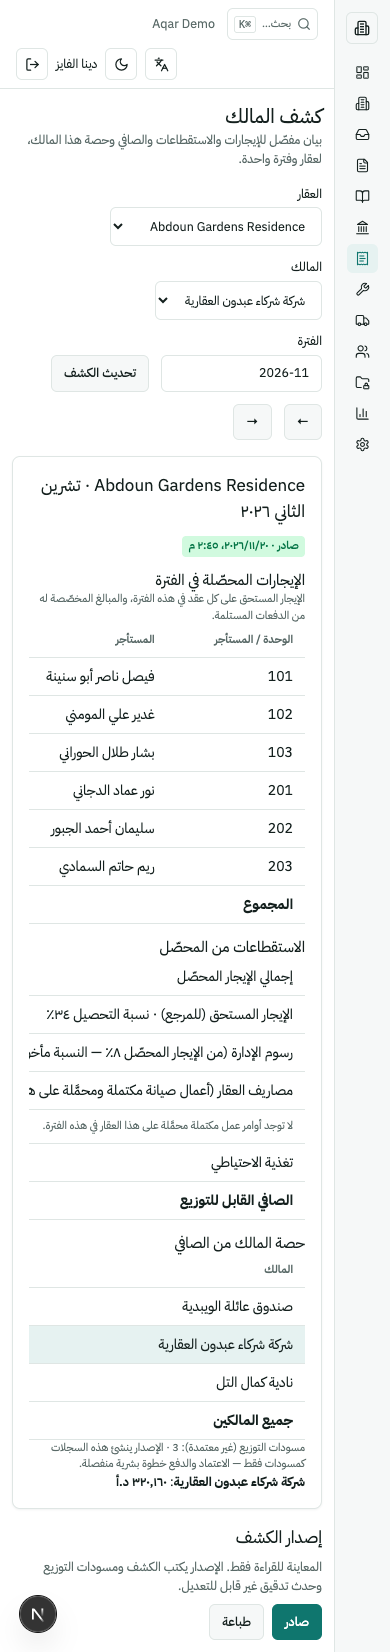 بحث... ⌘K
Aqar Demo
دينا الفايز
كشف المالك
بيان مفصّل للإيجارات والاستقطاعات والصافي وحصة هذا المالك،
لعقار وفترة واحدة.
العقار
Abdoun Gardens Residence
المالك
شركة شركاء عبدون العقارية
الفترة
2026-11
تحديث الكشف
← →
Abdoun Gardens Residence · تشرين
الثاني ٢٠٢٦
صادر · ٢٠٢٦/١١/٢٠، ٢:٤٥ م
الإيجارات المحصّلة في الفترة
الإيجار المستحق على كل عقد في هذه الفترة، والمبالغ المخصّصة له
من الدفعات المستلمة.
الوحدة / المستأجر المستأجر
101 فيصل ناصر أبو سنينة
102 غدير علي المومني
103 بشار طلال الحوراني
201 نور عماد الدجاني
202 سليمان أحمد الجبور
203 ريم حاتم السمادي
المجموع
الاستقطاعات من المحصّل
إجمالي الإيجار المحصّل
الإيجار المستحق (للمرجع) · نسبة التحصيل ٣٤٪
رسوم الإدارة (من الإيجار المحصّل ٨٪ — النسبة مأخو
مصاريف العقار (أعمال صيانة مكتملة ومحمَّلة على ه
لا توجد أوامر عمل مكتملة محمَّلة على هذا العقار في هذه الفترة.
تغذية الاحتياطي
الصافي القابل للتوزيع
حصة المالك من الصافي
المالك
صندوق عائلة الويبدية
شركة شركاء عبدون العقارية
نادية كمال التل
جميع المالكين
مسودات التوزيع (غير معتمدة): 3 · الإصدار ينشئ هذه السجلات
كمسودات فقط — الاعتماد والدفع خطوة بشرية منفصلة.
شركة شركاء عبدون العقارية: ٣٢٠٫١٦٠ د.أ
إصدار الكشف
المعاينة للقراءة فقط. الإصدار يكتب الكشف ومسودات التوزيع
وحدث تدقيق غير قابل للتعديل.
صادر
طباعة
N